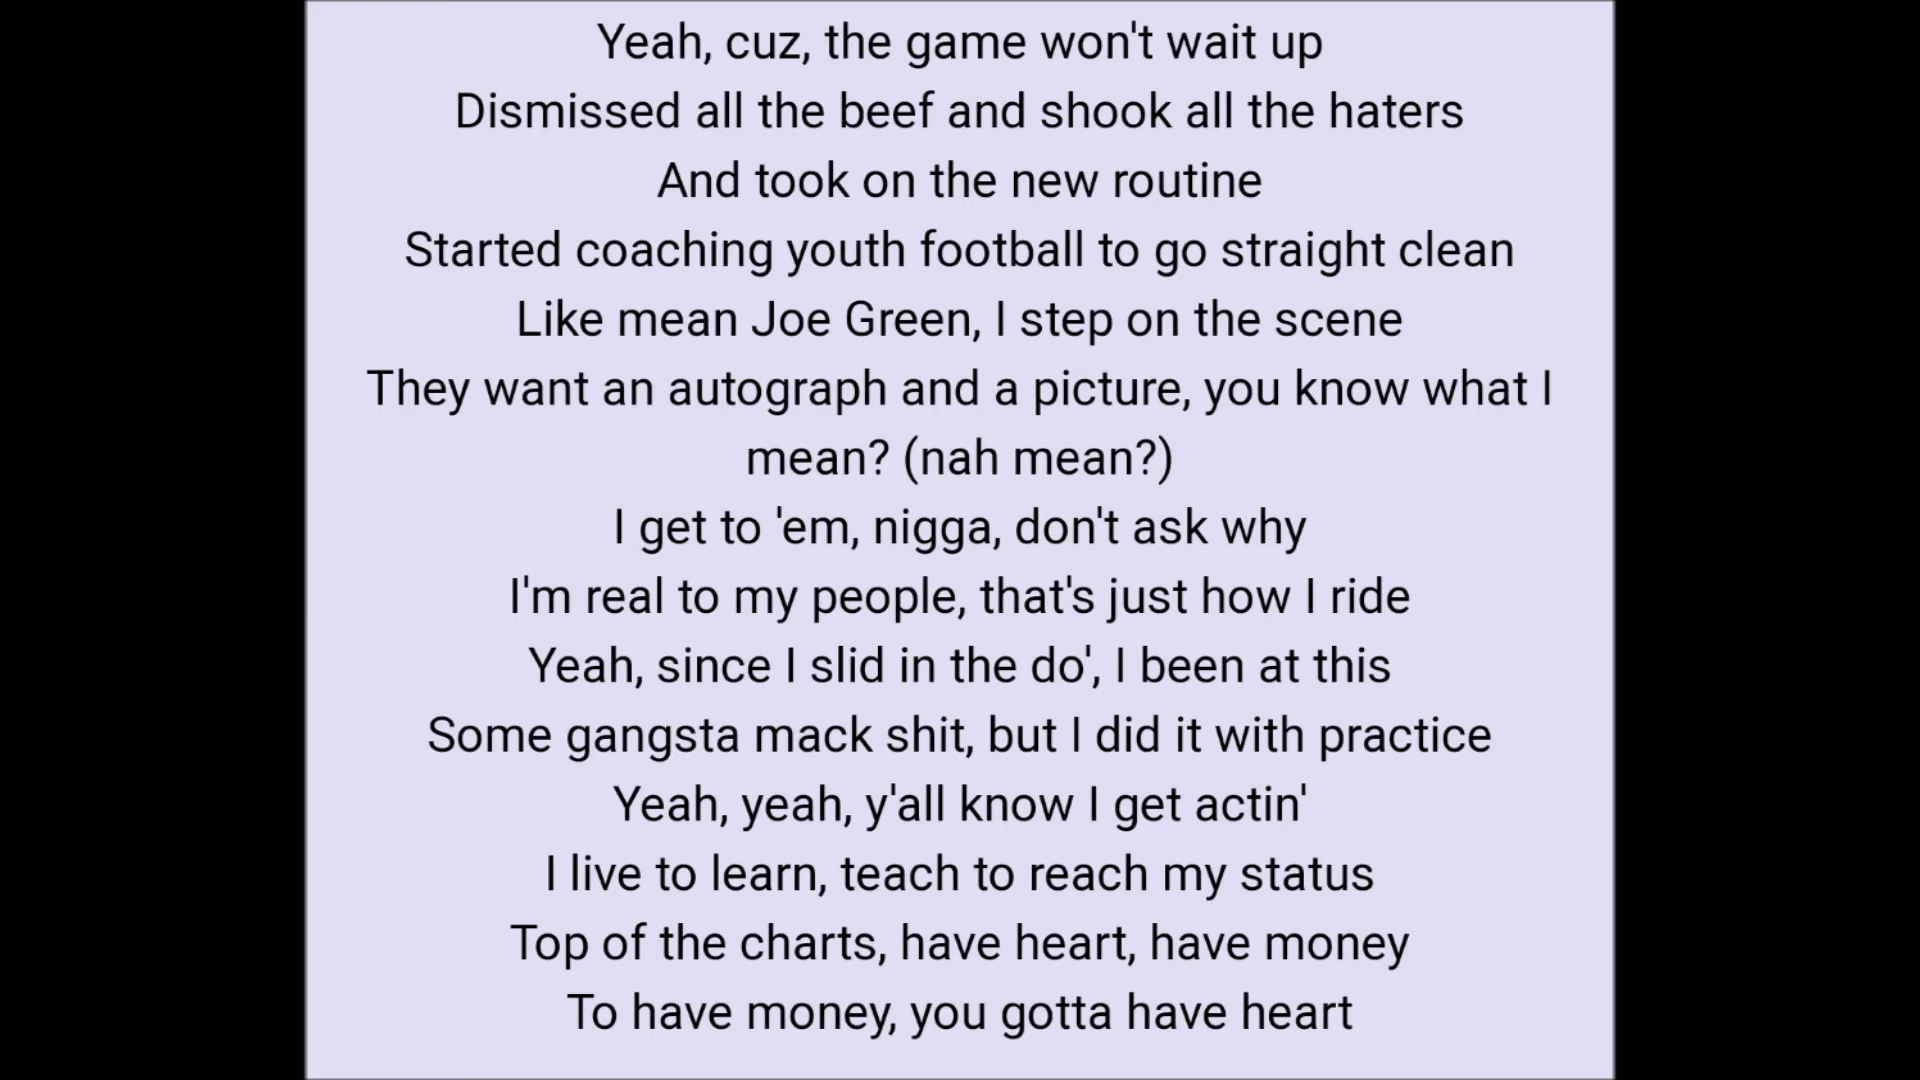 Yeah, cuz, the game won't wait up
Dismissed all the beef and shook all the haters
And took on the new routine
Started coaching youth football to go straight clean
Like mean Joe Green, I step on the scene
They want an autograph and a picture, you know what I
mean? (nah mean?)
I get to 'em, nigga, don't ask why
I'm real to my people, that's just how I ride
Yeah, since I slid in the do', I been at this
Some gangsta mack shit, but I did it with practice
Yeah, yeah, y'all know I get actin'
I live to learn, teach to reach my status
Top of the charts, have heart, have money
To have money, you gotta have heart